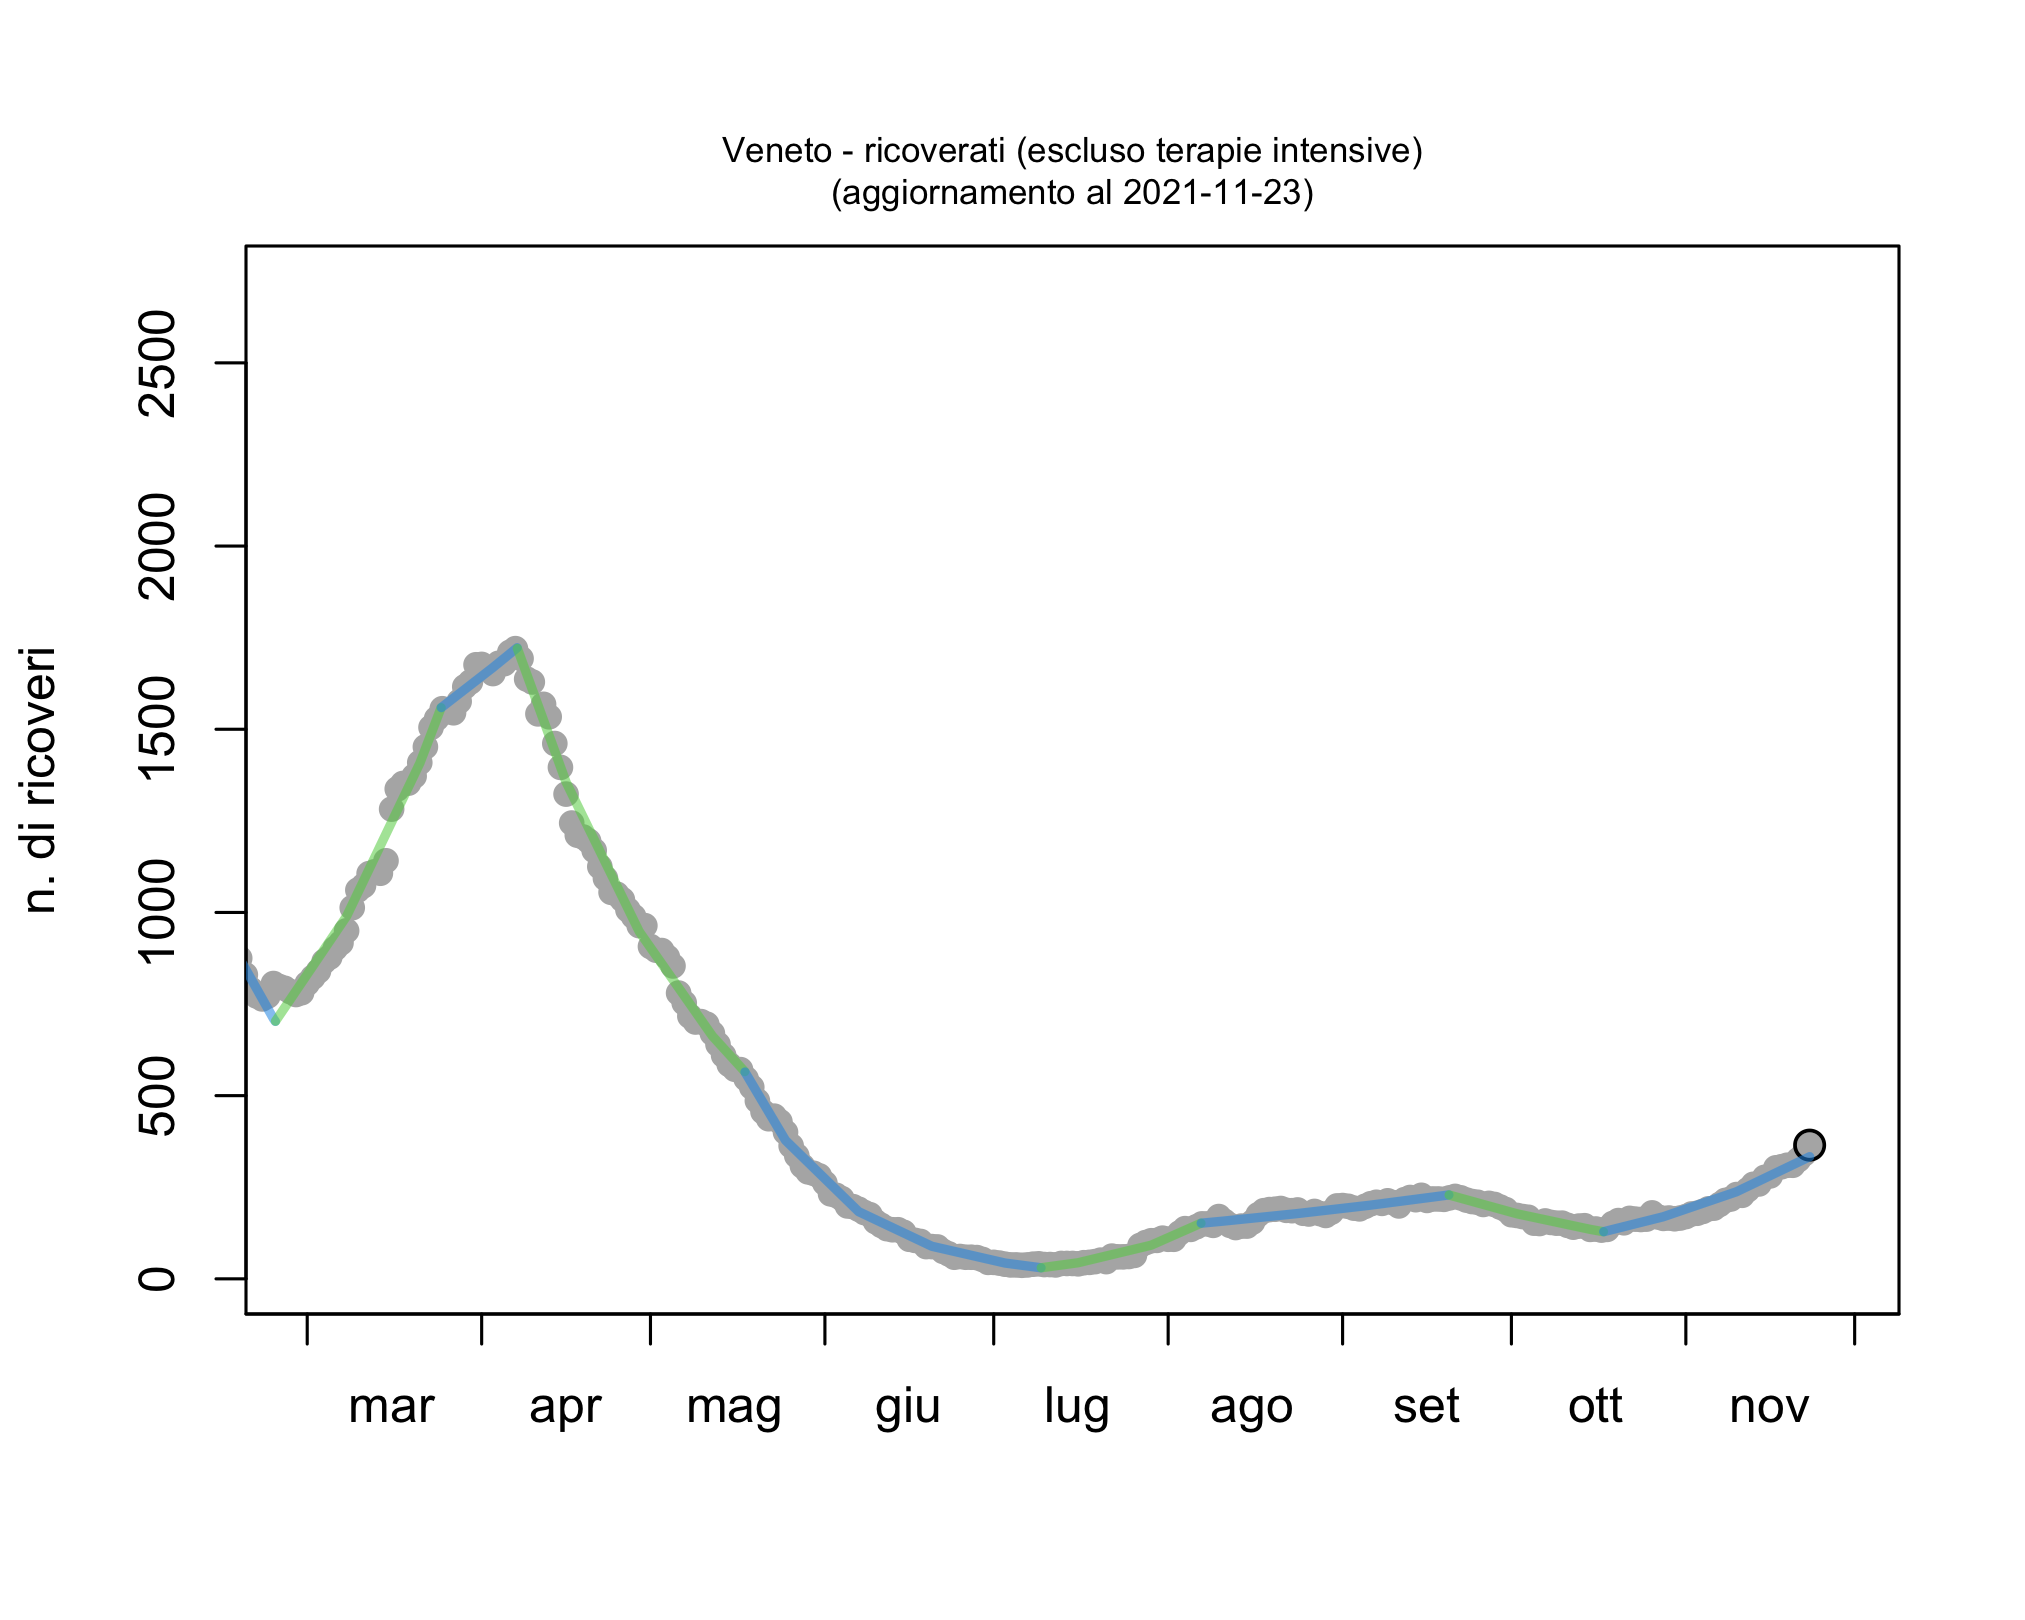 Veneto - ricoverati (escluso terapie intensive)
(aggiornamento al 2021-11-23)
n. di ricoveri
2500
2000
1500
1000
500
0
mar apr mag giu lug ago set ott nov